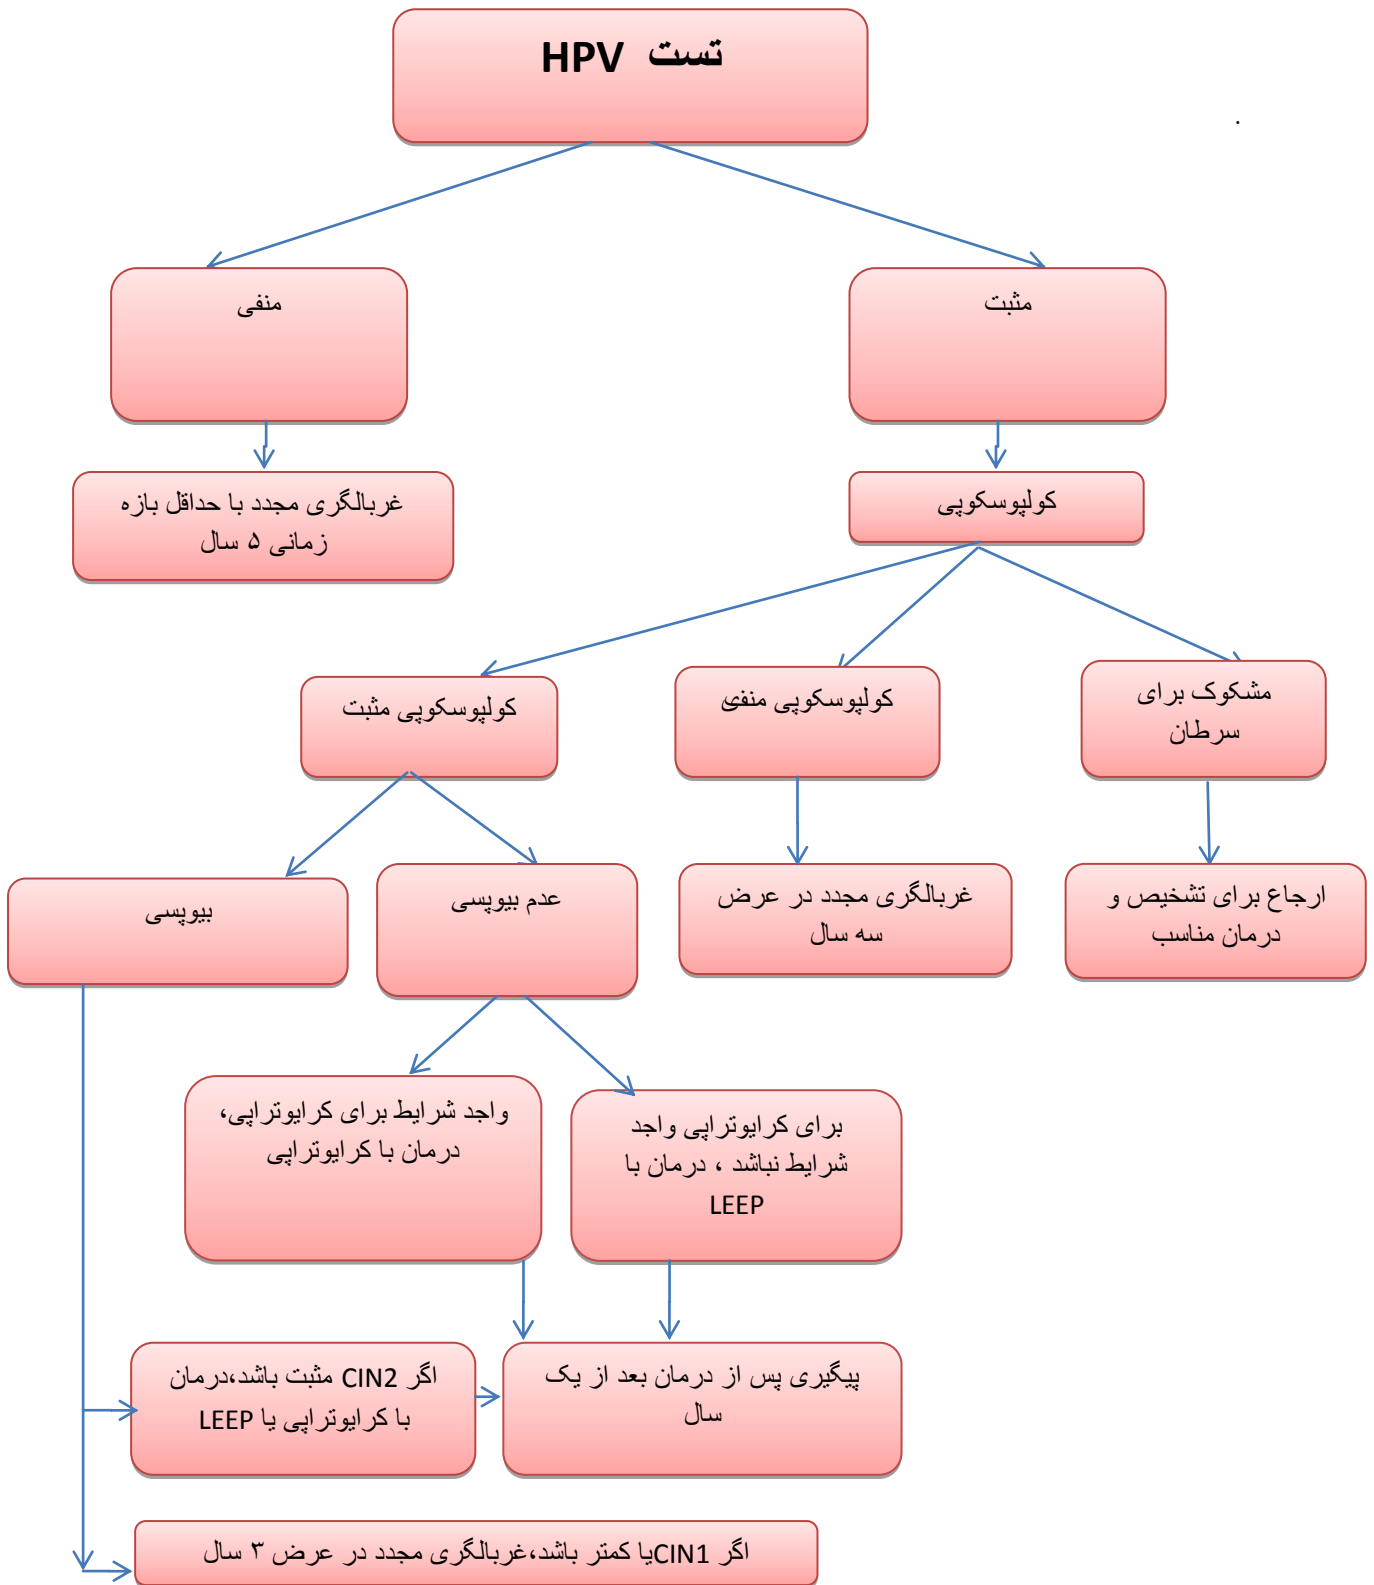 تست HPV
منفی
مثبت
غربالگری مجدد با حداقل بازه
زمانی ۵ سال
کولپوسکوپی
کولپوسکوپی مثبت
کولپوسکوپی منفئ
مشکوک برای
سرطان
بیوپسی
عدم بیوپسی
غربالگری مجدد در عرض
سه سال
ارجاع برای تشخیص و
درمان مناسب
واجد شرایط برای کرایوتراپی،
درمان با کرایوتراپی
برای کرایوتراپی واجد
شرایط نباشد ، درمان با
LEEP
اگر CIN2 مثبت باشد،درمان
با کرایوتراپی یا LEEP
پیگیری پس از درمان بعد از یک
سال
اگر CIN1یا کمتر باشد،غربالگری مجدد در عرض ۳ سال